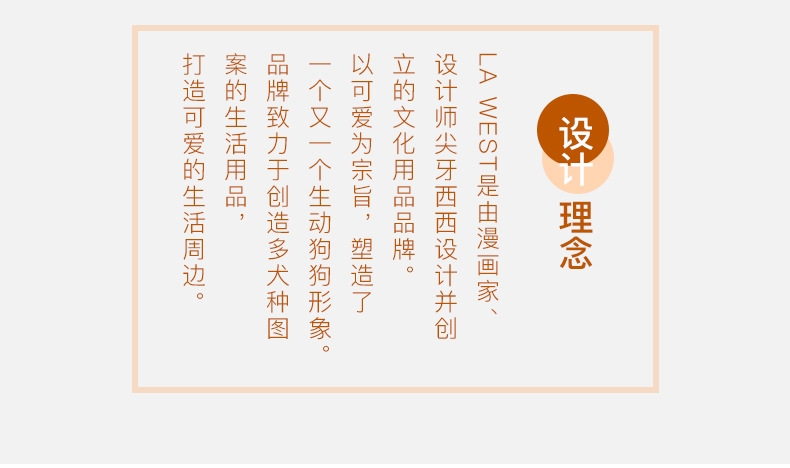 设计理念
LA WEST是由漫画家、
设计师尖牙西西设计并创
立的文化用品品牌。
以可爱为宗旨，塑造了
一个又一个生动狗狗形象。
品牌致力于创造多犬种图
案的生活用品，
打造可爱的生活周边。